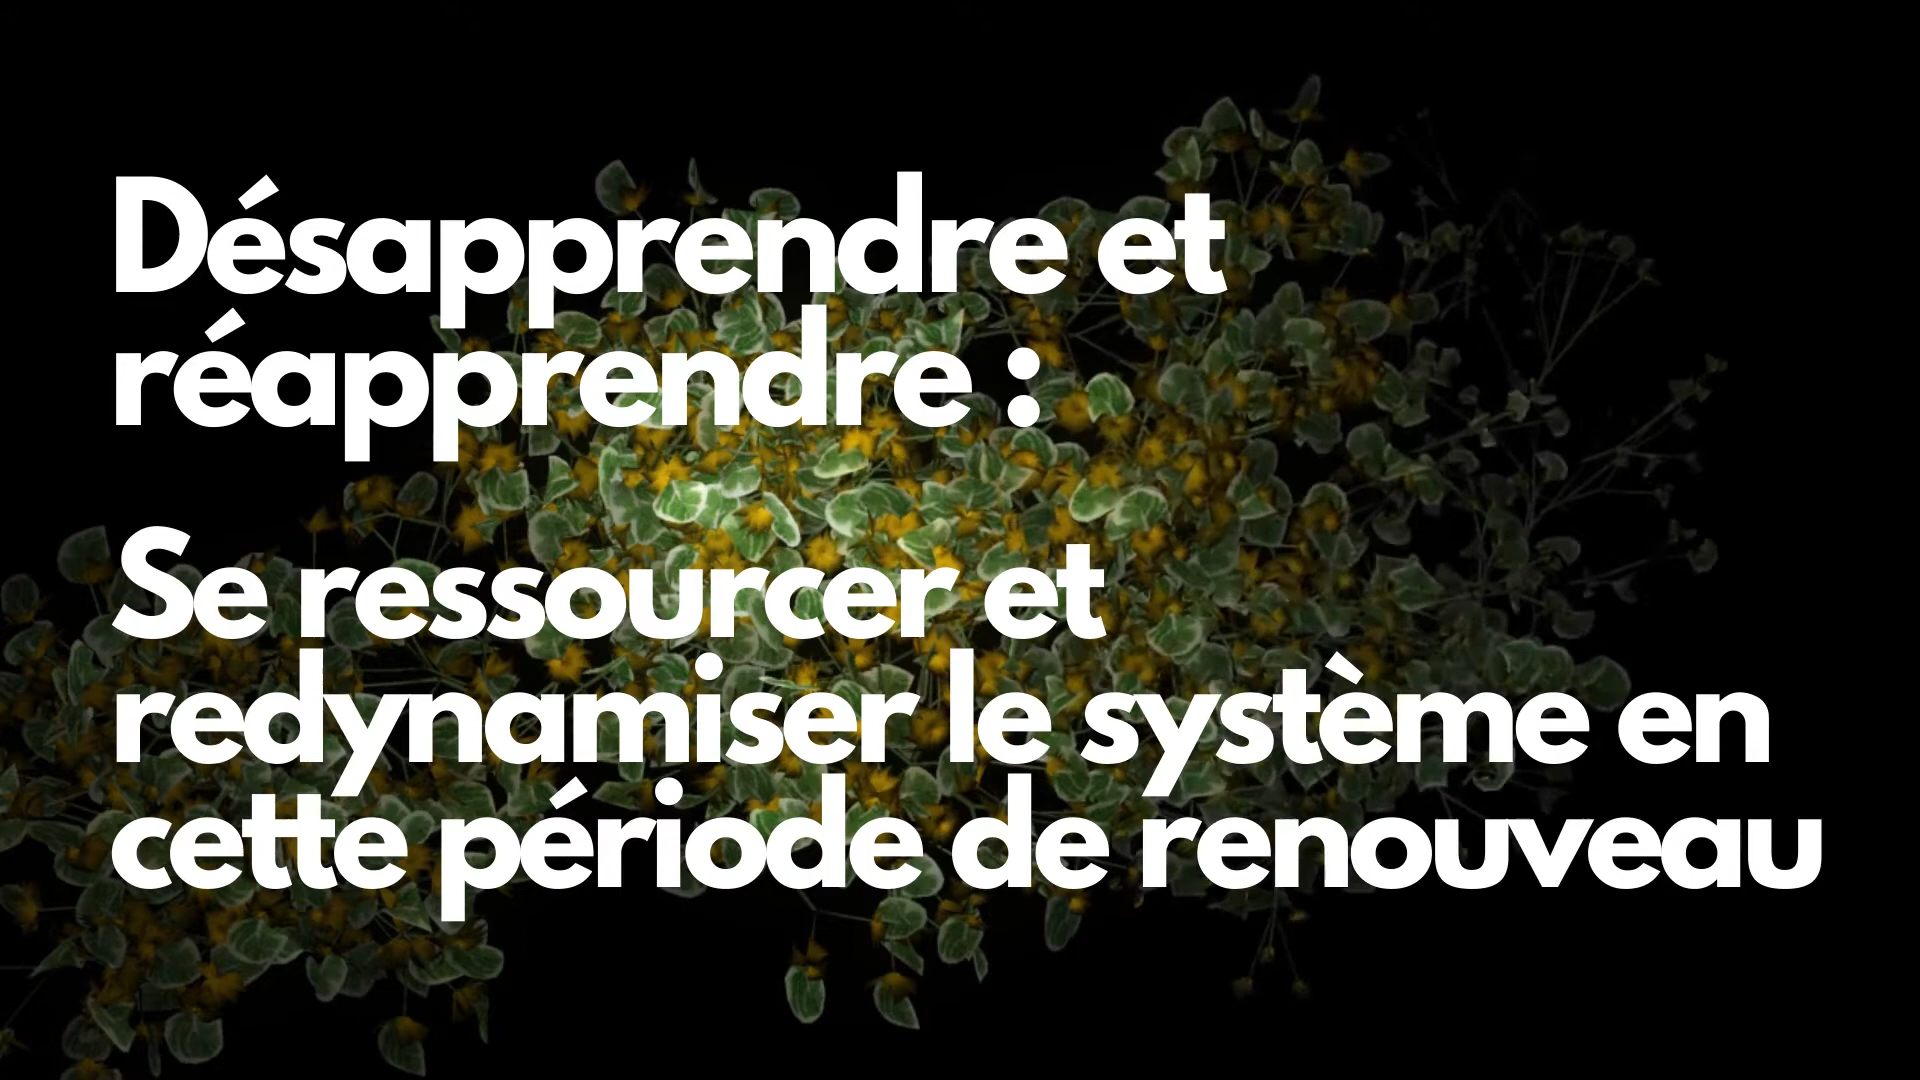 Désapprendre et
réapprendre :
Se ressourcer et
redynamiser le système en
cette période de renouveau